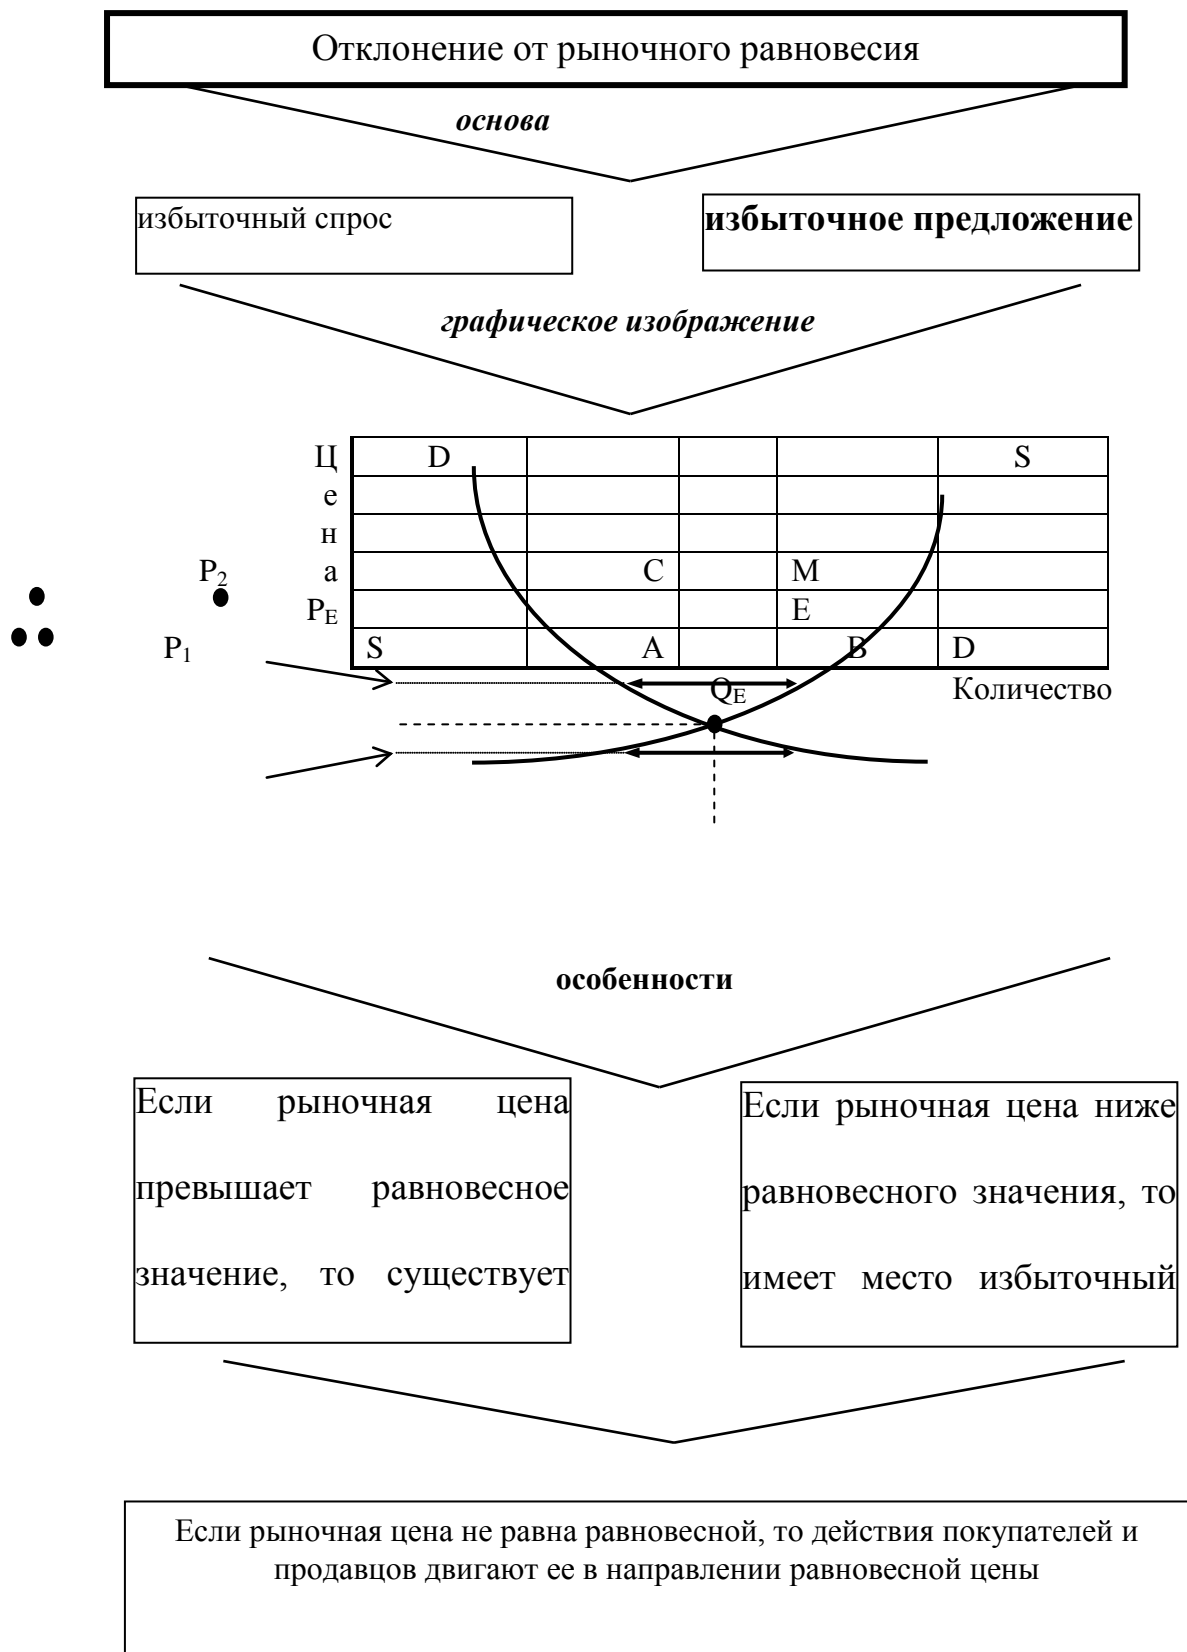 Отклонение от рыночного равновесия
основа
избыточный спрос
избыточное предложение
графическое изображение
Ц D S
е
н
P2 а C M
PE E
P1 S A B D
QE Количество
особенности
Если рыночная цена
превышает равновесное
значение, то существует
Если рыночная цена ниже
равновесного значения, то
имеет место избыточный
Если рыночная цена не равна равновесной, то действия покупателей и
продавцов двигают ее в направлении равновесной цены